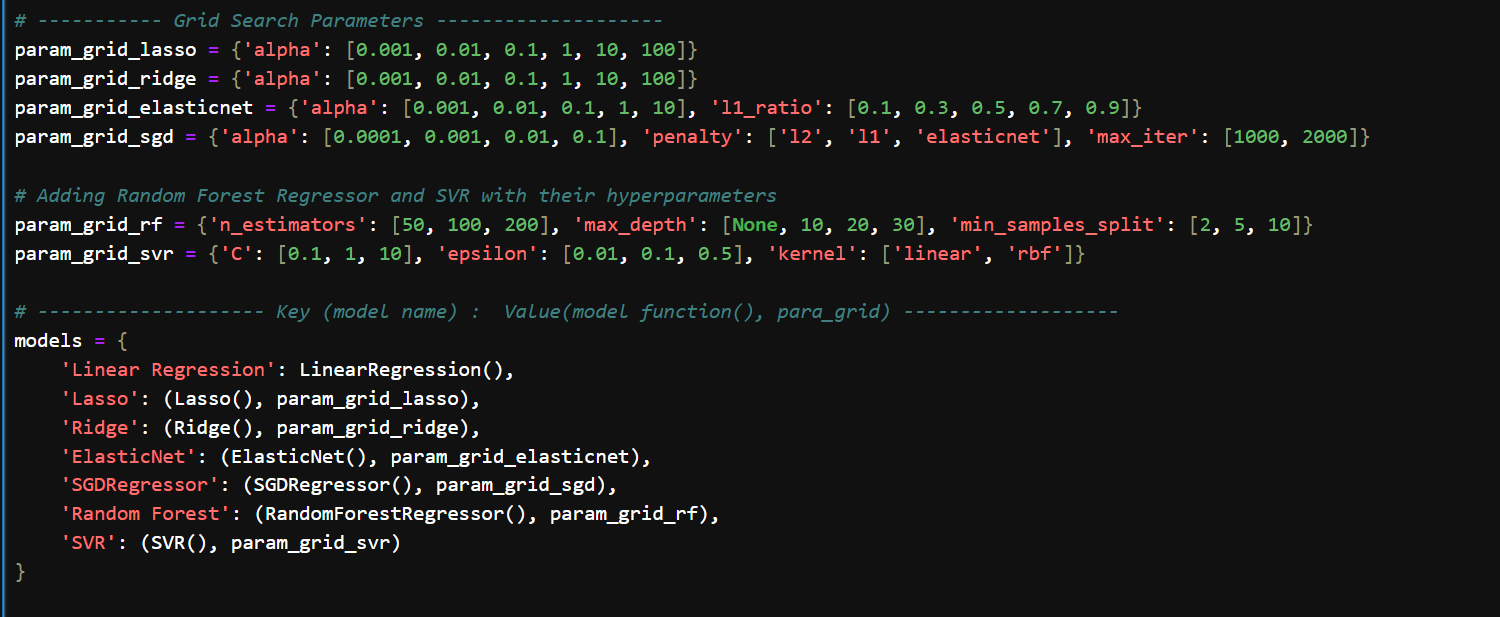 # ----------- Grid Search Parameters --------------------
param_grid_lasso = {'alpha': [0.001, 0.01, 0.1, 1, 10, 100]}
param_grid_ridge = {'alpha': [0.001, 0.01, 0.1, 1, 10, 100]}
param_grid_elasticnet = {'alpha': [0.001, 0.01, 0.1, 1, 10], 'l1_ratio': [0.1, 0.3, 0.5, 0.7, 0.9]}
param_grid_sgd = {'alpha': [0.0001, 0.001, 0.01, 0.1], 'penalty': ['l2', 'l1', 'elasticnet'], 'max_iter': [1000, 2000]}
# Adding Random Forest Regressor and SVR with their hyperparameters
param_grid_rf = {'n_estimators': [50, 100, 200], 'max_depth': [None, 10, 20, 30], 'min_samples_split': [2, 5, 10]}
param_grid_svr = {'C': [0.1, 1, 10], 'epsilon': [0.01, 0.1, 0.5], 'kernel': ['linear', 'rbf']}
# -------------------- Key (model name) :  Value(model function(), para_grid) -------------------
models = {
    'Linear Regression': LinearRegression(),
    'Lasso': (Lasso(), param_grid_lasso),
    'Ridge': (Ridge(), param_grid_ridge),
    'ElasticNet': (ElasticNet(), param_grid_elasticnet),
    'SGDRegressor': (SGDRegressor(), param_grid_sgd),
    'Random Forest': (RandomForestRegressor(), param_grid_rf),
    'SVR': (SVR(), param_grid_svr)
}